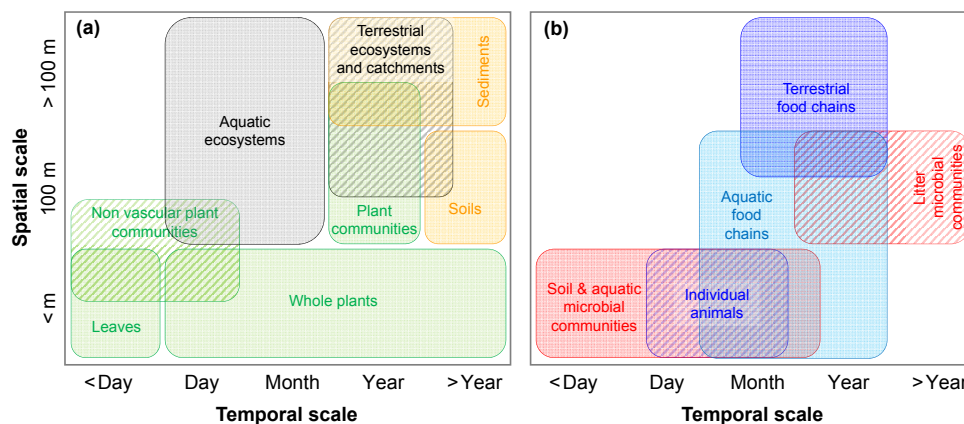 (a)
Terrestrial
ecosystems
and catchments
Sediments
Aquatic
ecosystems
Non vascular plant
communities
Plant
communities
Soils
Leaves
Whole plants
Spatial scale
> 100 m
100 m
< m
< Day
Day
Month
Year
> Year
Temporal scale
(b)
Terrestrial
food chains
Aquatic
food
chains
Litter
microbial
communities
Soil & aquatic
microbial
communities
Individual
animals
< Day
Day
Month
Year
> Year
Temporal scale